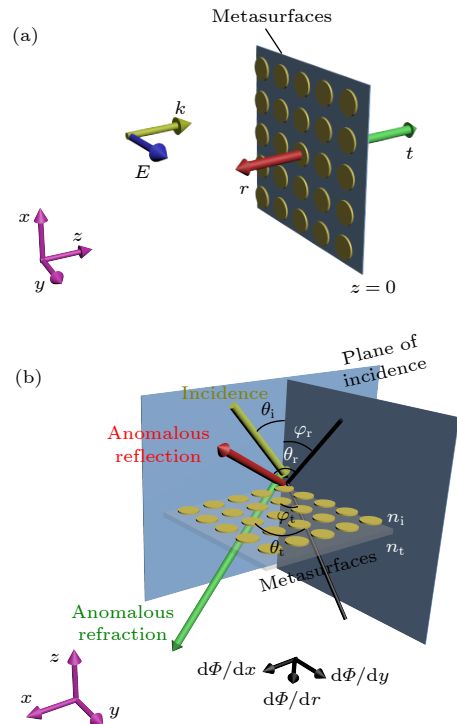 (a)
Metasurfaces
k
E
r
t
x
z
y
z = 0
(b)
Plane of
incidence
Incidence
θi
φr
Anomalous
reflection
θr
φt
ni
θt
nt
Metasurfaces
Anomalous
refraction
z
x
y
dΦ/dx
dΦ/dy
dΦ/dr